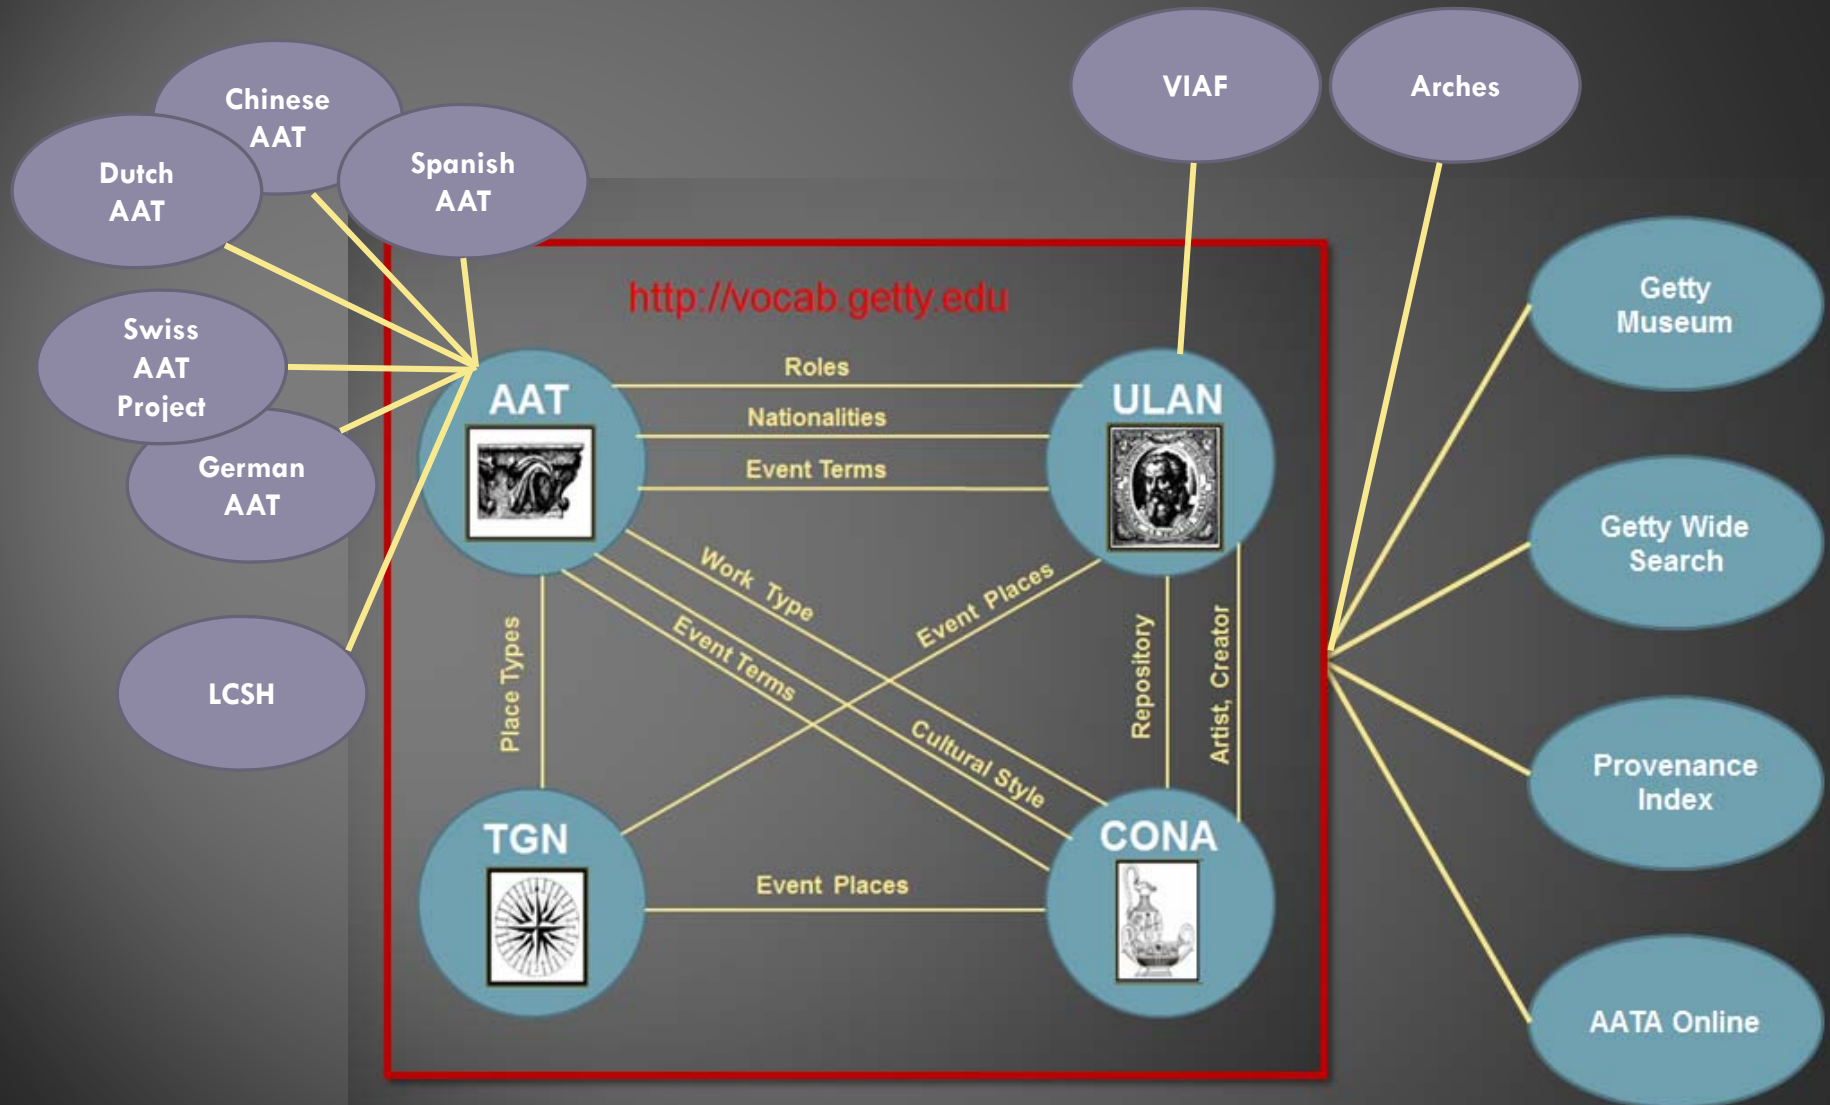 Chinese
AAT
Dutch
AAT
Spanish
AAT
Swiss
AAT
Project
German
AAT
LCSH
VIAF
Arches
http://vocab.getty.edu
AAT
Roles
Nationalities
Event Terms
ULAN
Work Type
Event Terms
Cultural Style
Event Places
Place Types
Repository
Artist, Creator
TGN
Event Places
CONA
Getty
Museum
Getty Wide
Search
Provenance
Index
AATA Online